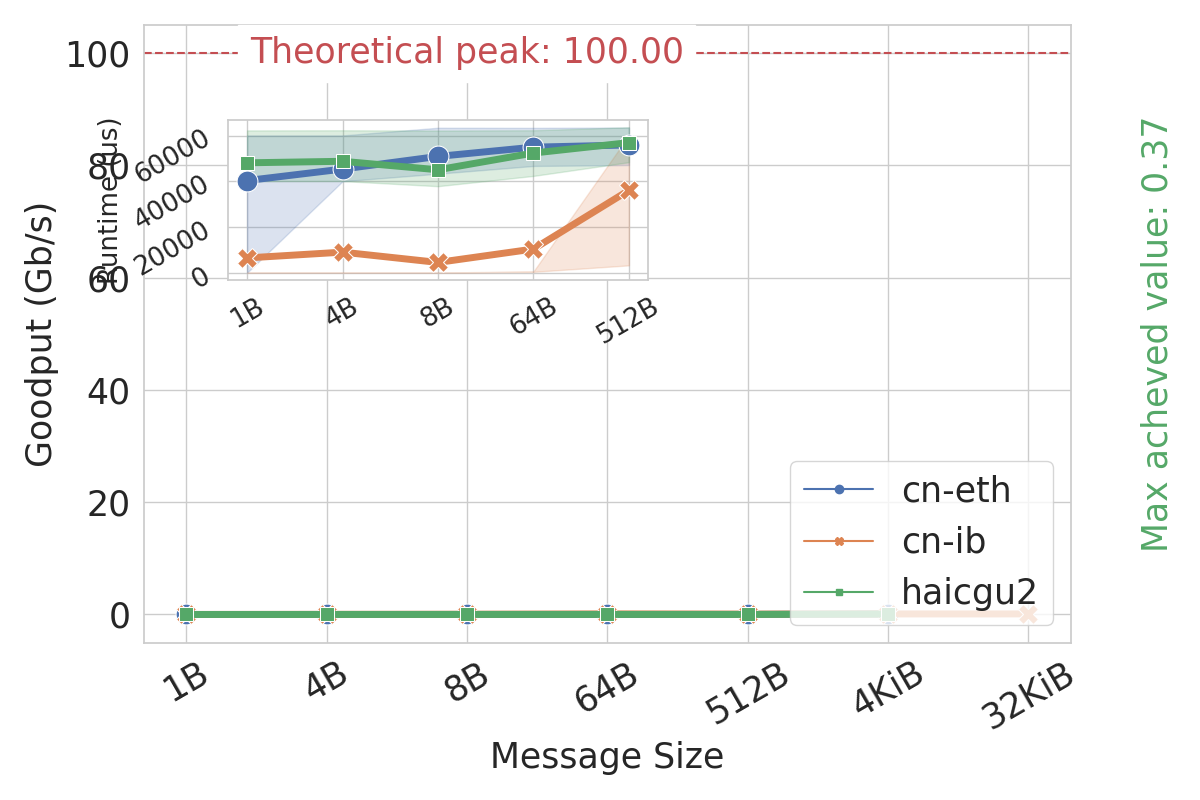 Theoretical peak: 100.00
Goodput (Gb/s)
100
80
60
40
20
0
Runtime (us)
60000
40000
20000
0
1B
4B
8B
64B
512B
Max acheved value: 0.37
cn-eth
cn-ib
haicgu2
1B
4B
8B
64B
512B
4KiB
32KiB
Message Size